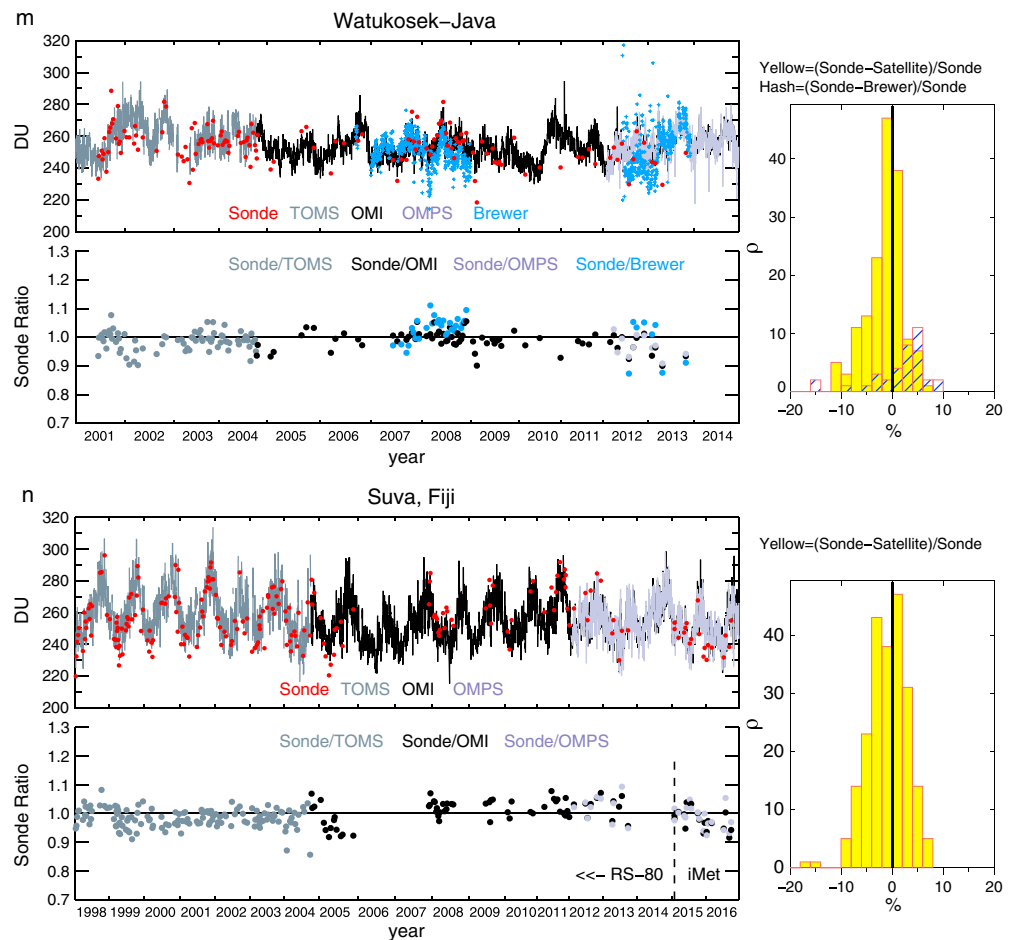 m
Watukosek–Java
320
300
280
260
240
220
200
DU
Sonde TOMS OMI OMPS Brewer
1.3
1.2
1.1
1.0
0.9
0.8
0.7
Sonde Ratio
Sonde/TOMS Sonde/OMI Sonde/OMPS Sonde/Brewer
2001 2002 2003 2004 2005 2006 2007 2008 2009 2010 2011 2012 2013 2014
year
Yellow=(Sonde–Satellite)/Sonde
Hash=(Sonde–Brewer)/Sonde
40
20
0
ρ
−20 −10 0 10 20
%
n
Suva, Fiji
320
300
280
260
240
220
200
DU
Sonde TOMS OMI OMPS
1.3
1.2
1.1
1.0
0.9
0.8
0.7
Sonde Ratio
Sonde/TOMS Sonde/OMI Sonde/OMPS
<<- RS−80 iMet
1998 1999 2000 2001 2002 2003 2004 2005 2006 2007 2008 2009 2010 2011 2012 2013 2014 2015 2016
year
Yellow=(Sonde–Satellite)/Sonde
40
20
0
ρ
−20 −10 0 10 20
%